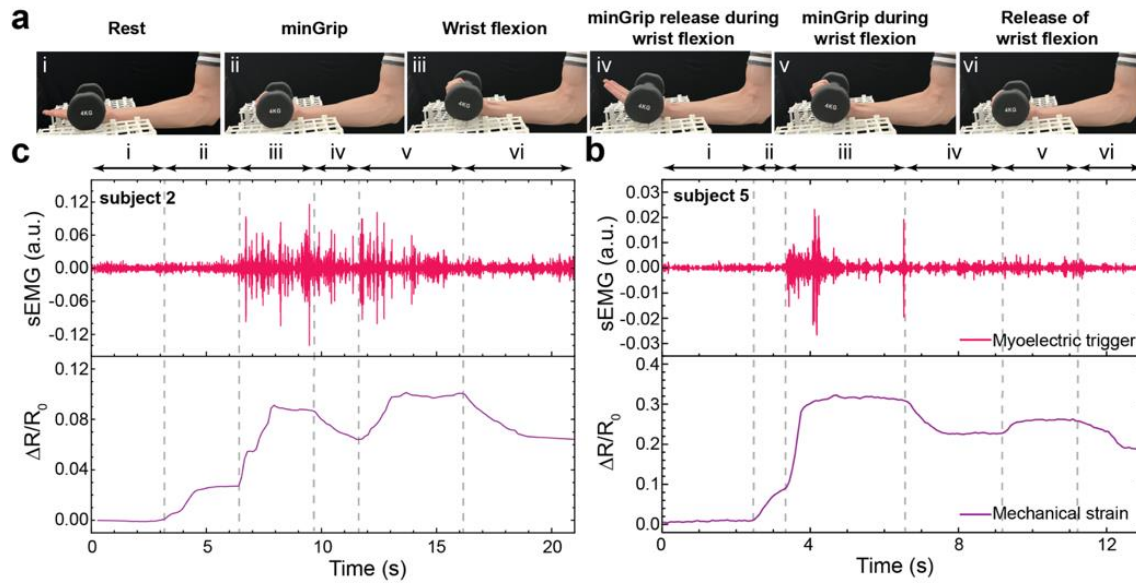 a
Rest
minGrip
Wrist flexion
minGrip release during
wrist flexion
minGrip during
wrist flexion
Release of
wrist flexion
i
ii
iii
iv
v
vi
4KG
4KG
4KG
4KG
4KG
4KG
c
i
ii
iii
iv
v
vi
subject 2
sEMG (a.u.)
0.12
0.06
0.00
-0.06
-0.12
ΔR/R₀
0.12
0.08
0.04
0.00
0
5
10
15
20
Time (s)
b
i
ii
iii
iv
v
vi
subject 5
sEMG (a.u.)
0.03
0.02
0.01
0.00
-0.01
-0.02
-0.03
Myoelectric trigger
ΔR/R₀
0.4
0.3
0.2
0.1
0.0
Mechanical strain
0
4
8
12
Time (s)